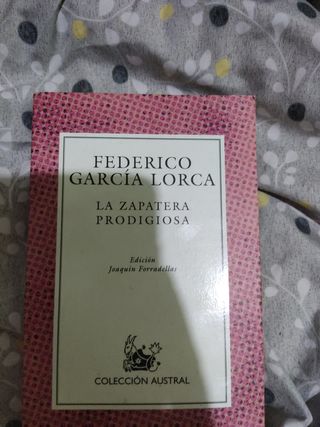 FEDERICO
GARCÍA LORCA
LA ZAPATERA
PRODIGIOSA
Edición
Joaquín Forradellas
COLECCIÓN AUSTRAL